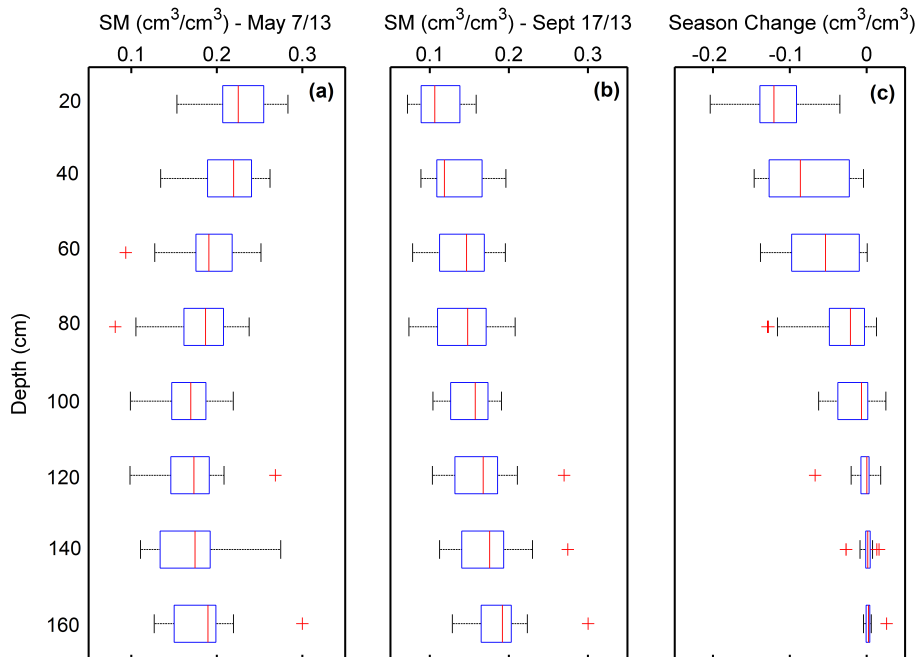 SM (cm³/cm³) - May 7/13 SM (cm³/cm³) - Sept 17/13 Season Change (cm³/cm³)
0.1 0.2 0.3 0.1 0.2 0.3 -0.2 -0.1 0
(a) (b) (c)
Depth (cm)
20
40
60
80
100
120
140
160